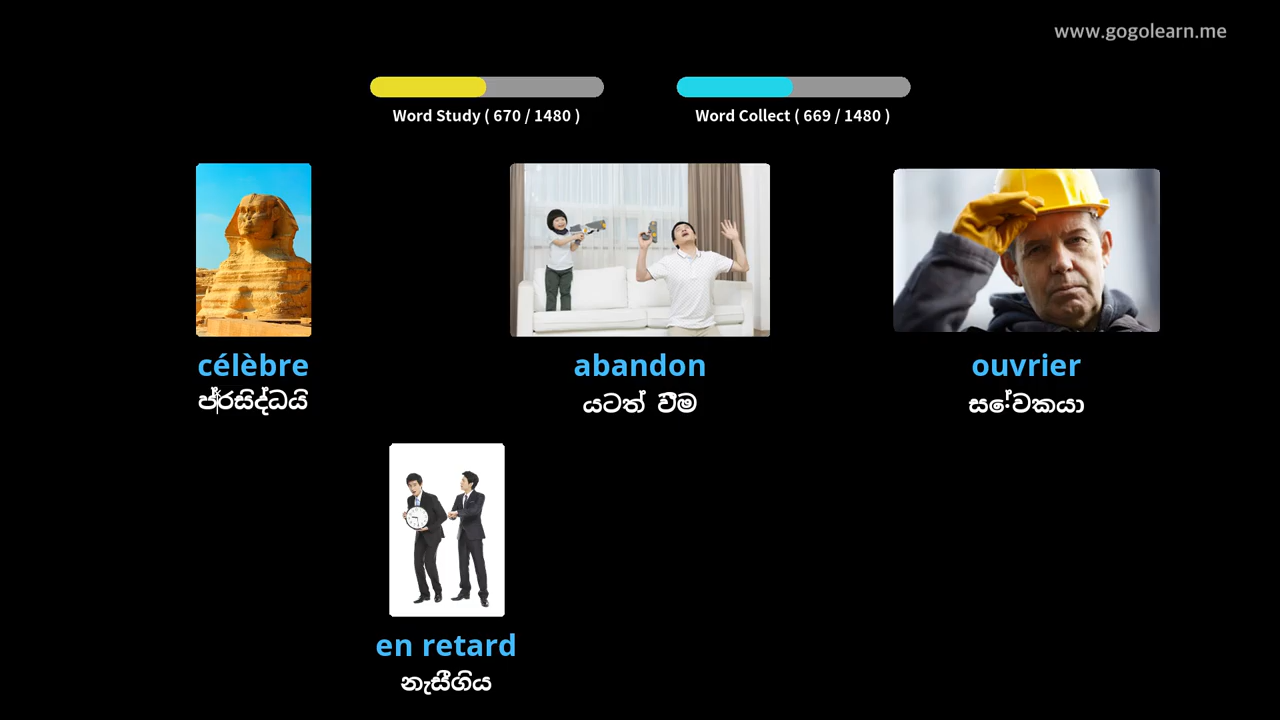 www.gogolearn.me
Word Study ( 670 / 1480 )
Word Collect ( 669 / 1480 )
célèbre
ප්‍රසිද්ධයි
abandon
යටත් වීම
ouvrier
සේවකයා
en retard
නැසීගිය